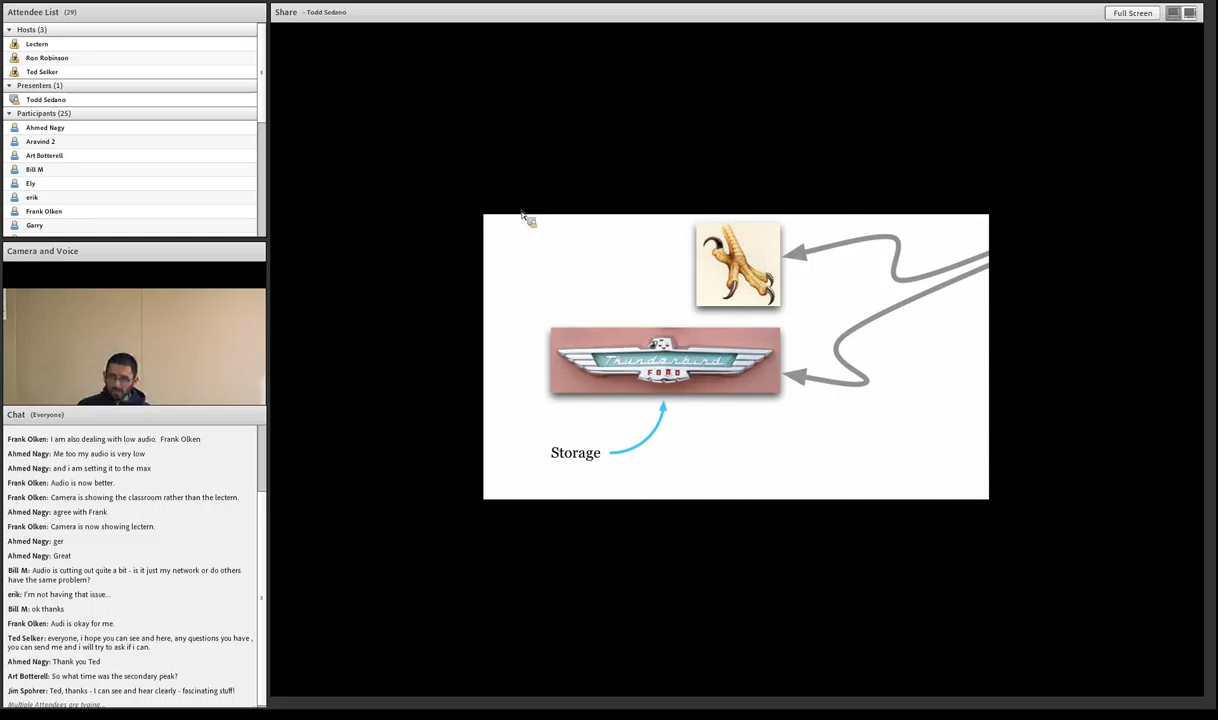 Attendee List (29)
Hosts (3)
Lectern
Ron Robinson
Ted Selker
Presenters (1)
Todd Sedano
Participants (25)
Ahmed Nagy
Aravind 2
Art Botterell
Bill M
Ely
erik
Frank Olken
Garry
Camera and Voice
Chat (Everyone)
Frank Olken: I am also dealing with low audio. Frank Olken
Ahmed Nagy: Me too my audio is very low
Ahmed Nagy: and i am setting it to the max
Frank Olken: Audio is now better.
Frank Olken: Camera is showing the classroom rather than the lectern.
Ahmed Nagy: agree with Frank
Frank Olken: Camera is now showing lectern.
Ahmed Nagy: ger
Ahmed Nagy: Great
Bill M: Audio is cutting out quite a bit - is it just my network or do others
have the same problem?
erik: I'm not having that issue...
Bill M: ok thanks
Frank Olken: Audi is okay for me.
Ted Selker: everyone, i hope you can see and here, any questions you have ,
you can send me and i will try to ask if i can.
Ahmed Nagy: Thank you Ted
Art Botterell: So what time was the secondary peak?
Jim Spohrer: Ted, thanks - I can see and hear clearly - fascinating stuff!
Multiple Attendees are typing...
Share - Todd Sedano
Full Screen
Thunderbird
FORD
Storage